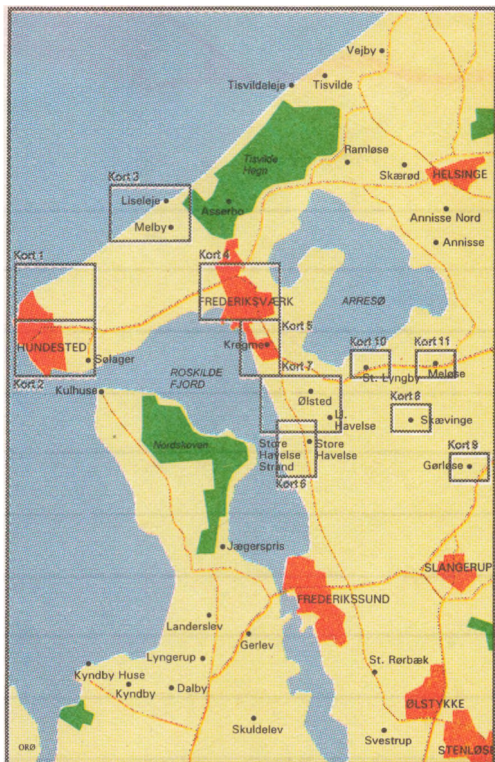 Vejby
Tisvildeleje
Tisvilde
Tisvilde
Hegn
Ramløse
Skærød
HELSINGE
Kort 3
Liseleje
Asserbo
Melby
Annisse Nord
Annisse
Kort 1
Kort 4
FREDERIKSVÆRK
ARRESØ
Kort 5
Kregme
HUNDESTED
Sølager
Kort 10
Kort 11
St. Lyngby
Meløse
Kort 2
ROSKILDE
FJORD
Kort 7
Kulhuse
Ølsted
Kort 8
Ll.
Havelse
Skævinge
Nordskoven
Store
Havelse
Strand
Store
Havelse
Kort 9
Gørløse
Kort 6
Jægerspris
SLANGERUP
FREDERIKSSUND
Landerslev
Gerlev
Lyngerup
St. Rørbæk
Kyndby Huse
Kyndby
Dalby
ØLSTYKKE
Skuldelev
Svestrup
ORØ
STENLØSE